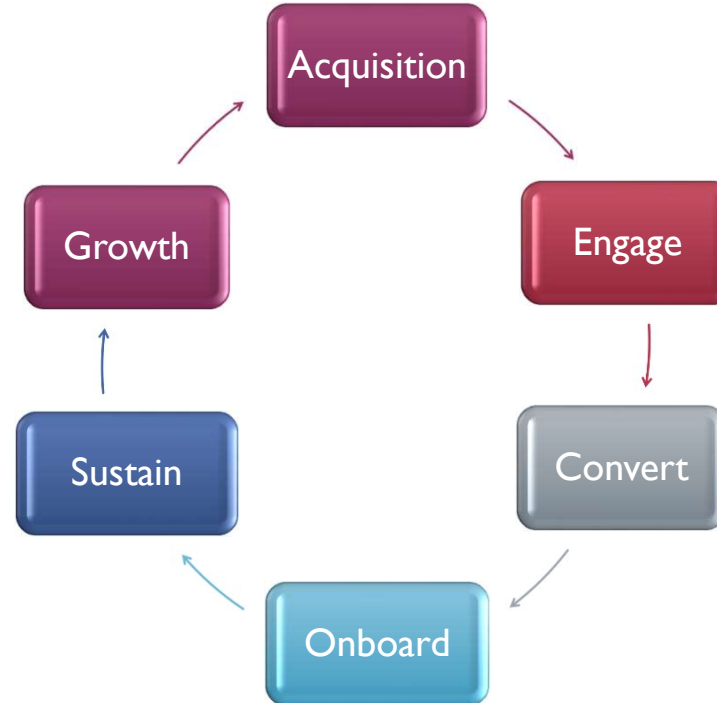 Acquisition
Engage
Convert
Onboard
Sustain
Growth